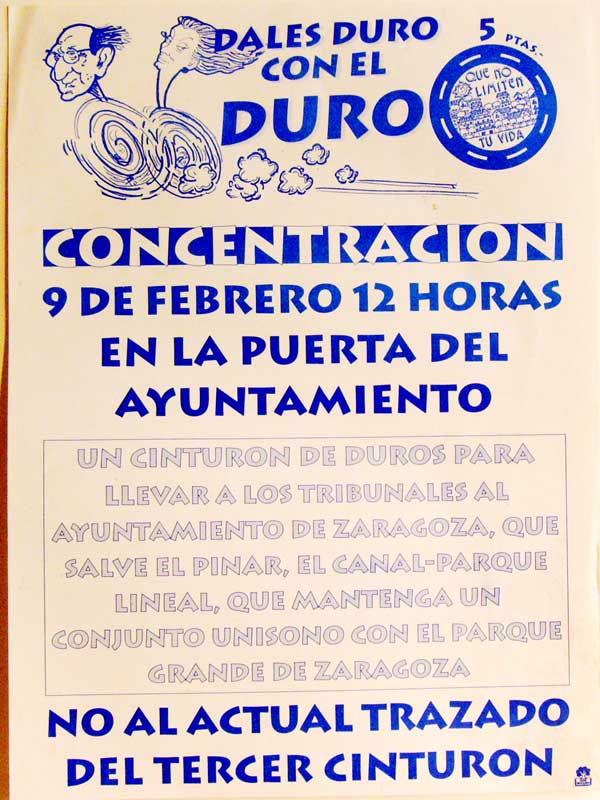 DALES DURO
CON EL
DURO
5 PTAS.-
QUE NO
LIMITEN
TU VIDA
CONCENTRACION
9 DE FEBRERO 12 HORAS
EN LA PUERTA DEL
AYUNTAMIENTO
UN CINTURON DE DUROS PARA
LLEVAR A LOS TRIBUNALES AL
AYUNTAMIENTO DE ZARAGOZA, QUE
SALVE EL PINAR, EL CANAL-PARQUE
LINEAL, QUE MANTENGA UN
CONJUNTO UNISONO CON EL PARQUE
GRANDE DE ZARAGOZA
NO AL ACTUAL TRAZADO
DEL TERCER CINTURON